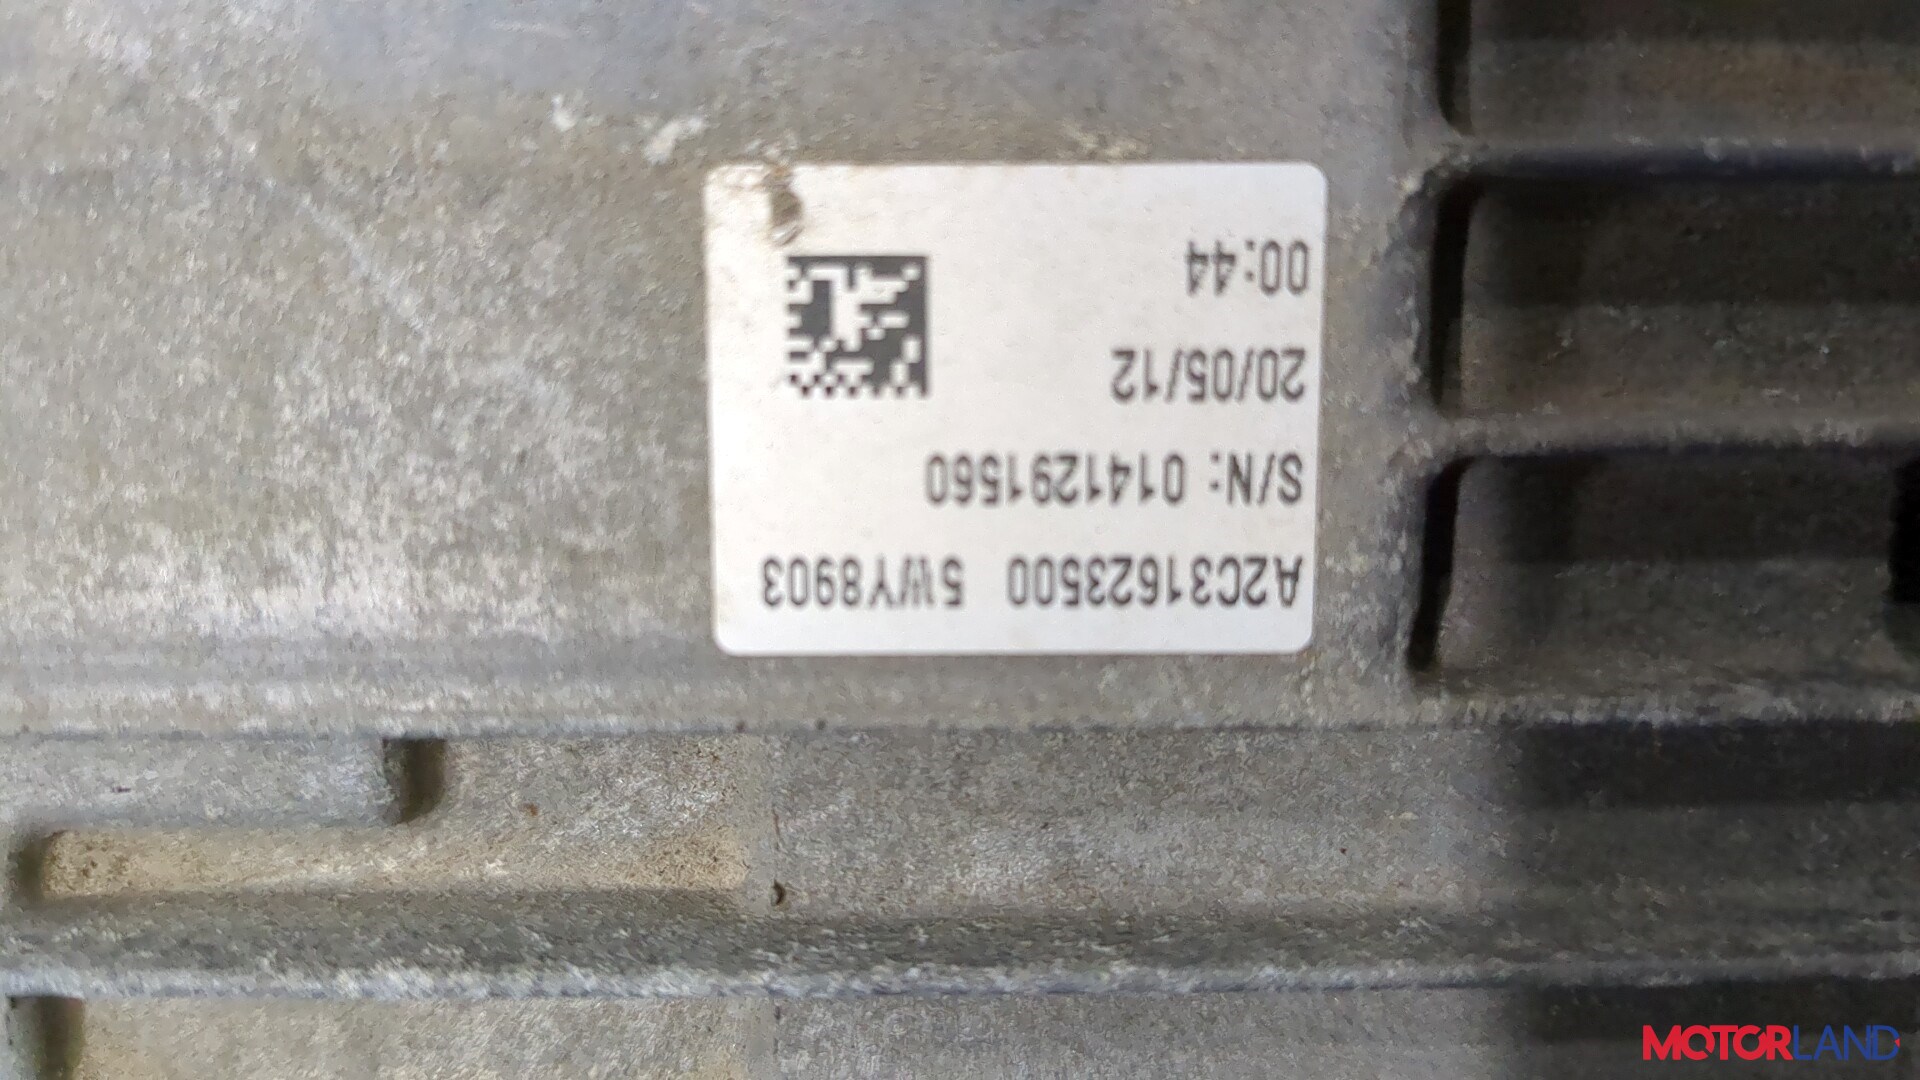 A2C31623500 5WY8903
S/N: 0141291560
20/05/12
00:44
MOTORLAND